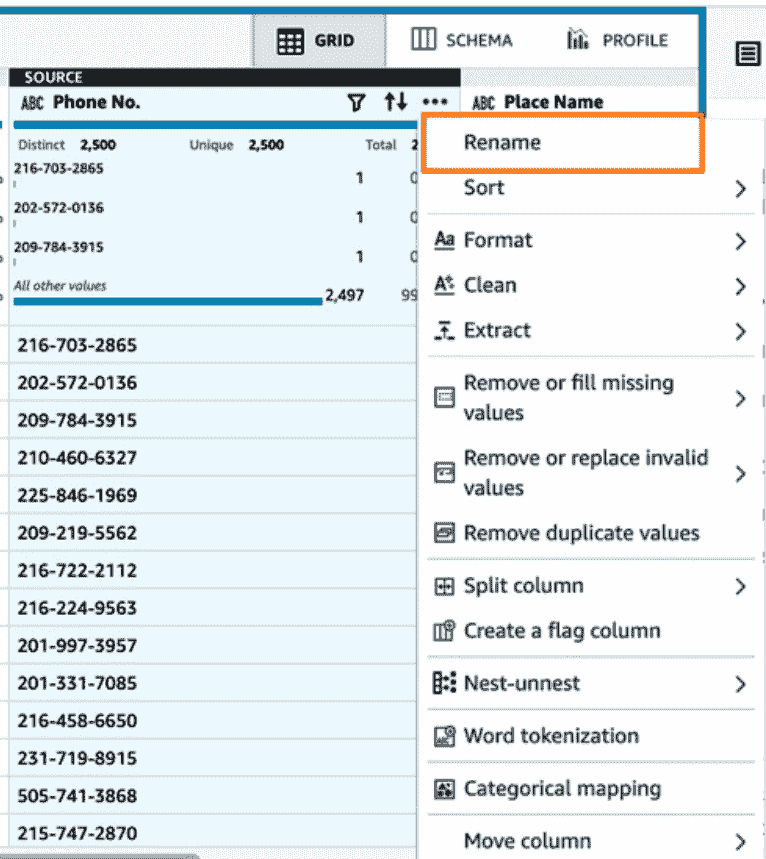 GRID SCHEMA PROFILE
SOURCE
ABC Phone No. ABC Place Name
Distinct 2,500 Unique 2,500 Total
216-703-2865 1
202-572-0136 1
209-784-3915 1
All other values 2,497 99
216-703-2865
202-572-0136
209-784-3915
210-460-6327
225-846-1969
209-219-5562
216-722-2112
216-224-9563
201-997-3957
201-331-7085
216-458-6650
231-719-8915
505-741-3868
215-747-2870
Rename
Sort
Aa Format
Clean
Extract
Remove or fill missing
values
Remove or replace invalid
values
Remove duplicate values
Split column
Create a flag column
Nest-unnest
Word tokenization
Categorical mapping
Move column